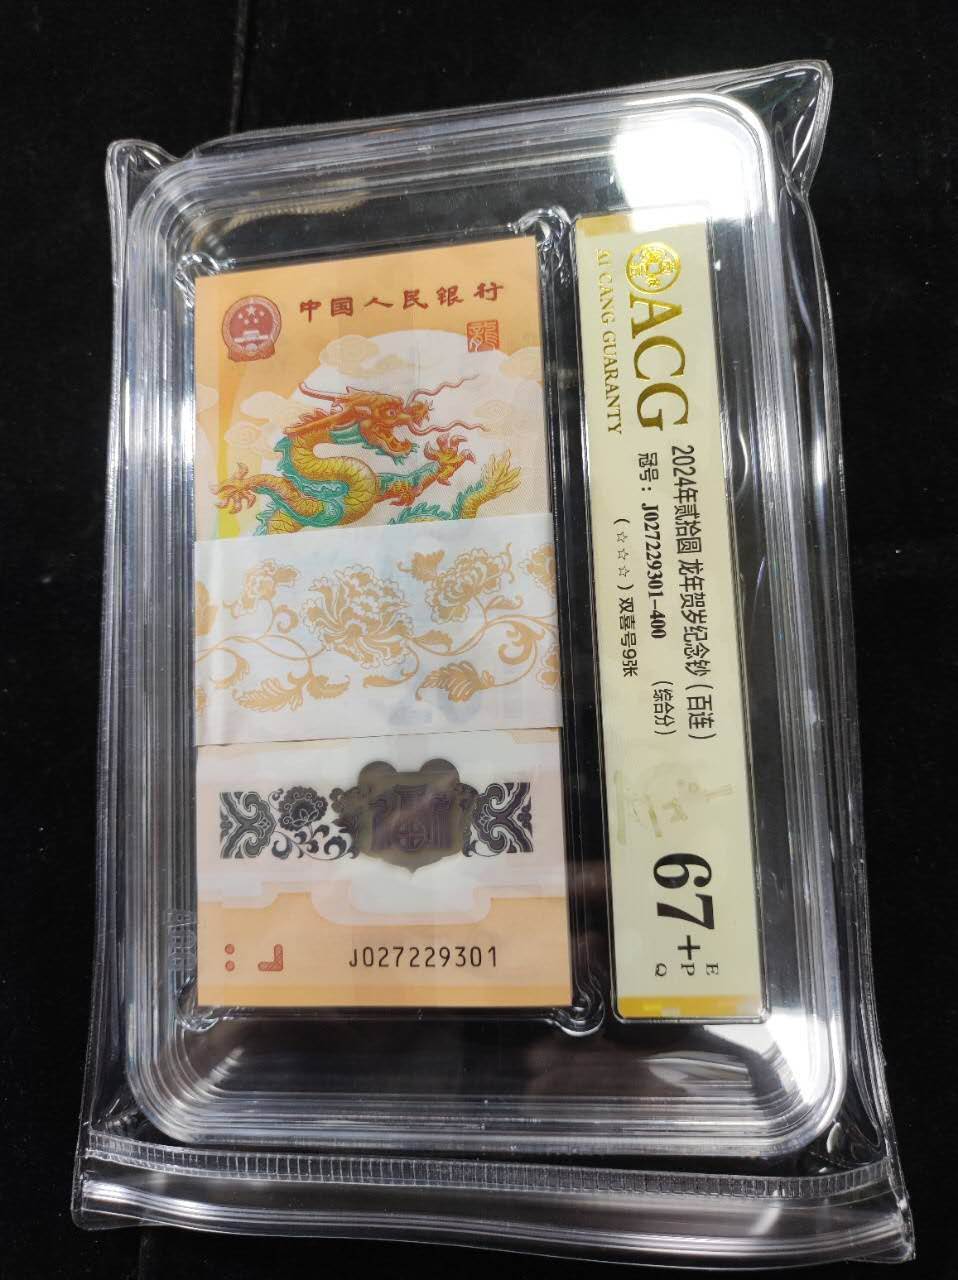 中国人民银行
龍
J027229301
ACG
AI CANG GUARANTY
2024年贰拾圆 龙年贺岁纪念钞（百连）
冠号：J027229301-400 （综合分）
（☆☆☆）双喜号9张
67+
E
P
Q